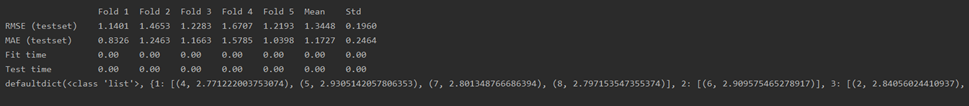 Fold 1 Fold 2 Fold 3 Fold 4 Fold 5 Mean Std
RMSE (testset) 1.1401 1.4653 1.2283 1.6707 1.2193 1.3448 0.1960
MAE (testset) 0.8326 1.2463 1.1663 1.5785 1.0398 1.1727 0.2464
Fit time 0.00 0.00 0.00 0.00 0.00 0.00 0.00
Test time 0.00 0.00 0.00 0.00 0.00 0.00 0.00
defaultdict(<class 'list'>, {1: [(4, 2.771222003753074), (5, 2.9305142057806353), (7, 2.801348766686394), (8, 2.797153547355374)], 2: [(6, 2.909575465278917)], 3: [(2, 2.84056024410937),